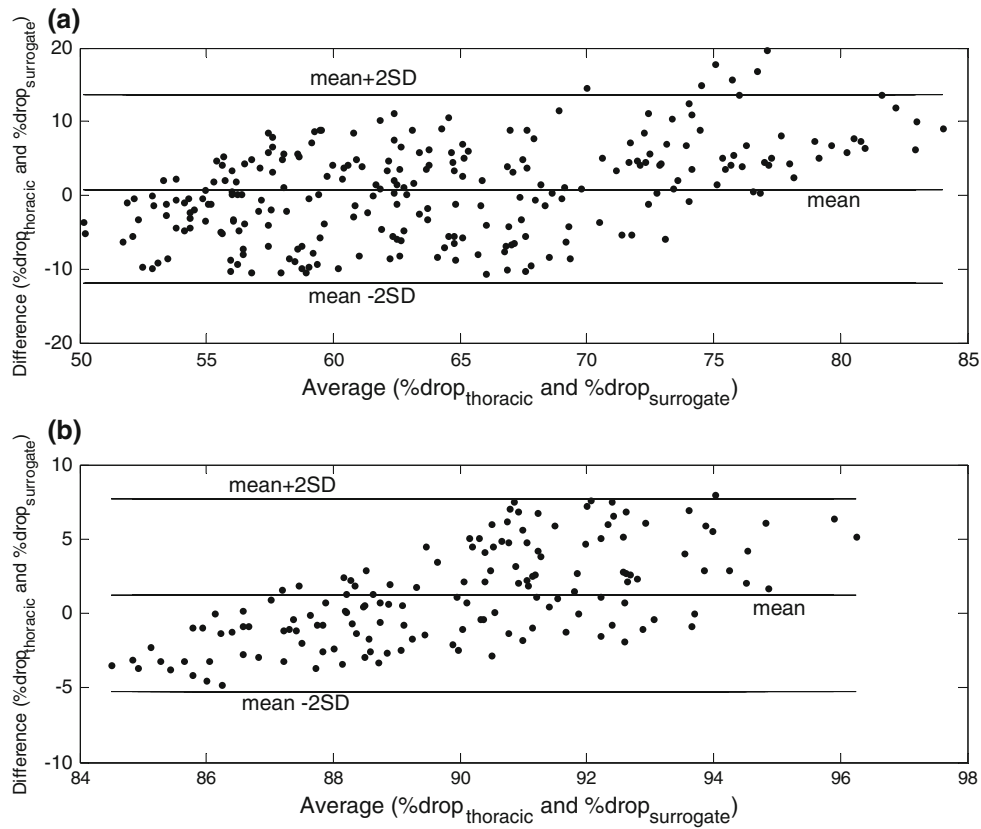 (a)
Difference (%drop_thoracic and %drop_surrogate)
20
mean+2SD
10
0
mean
-10
mean -2SD
-20
50 55 60 65 70 75 80 85
Average (%drop_thoracic and %drop_surrogate)
(b)
Difference (%drop_thoracic and %drop_surrogate)
10
mean+2SD
5
0
mean
-5
mean -2SD
-10
84 86 88 90 92 94 96 98
Average (%drop_thoracic and %drop_surrogate)